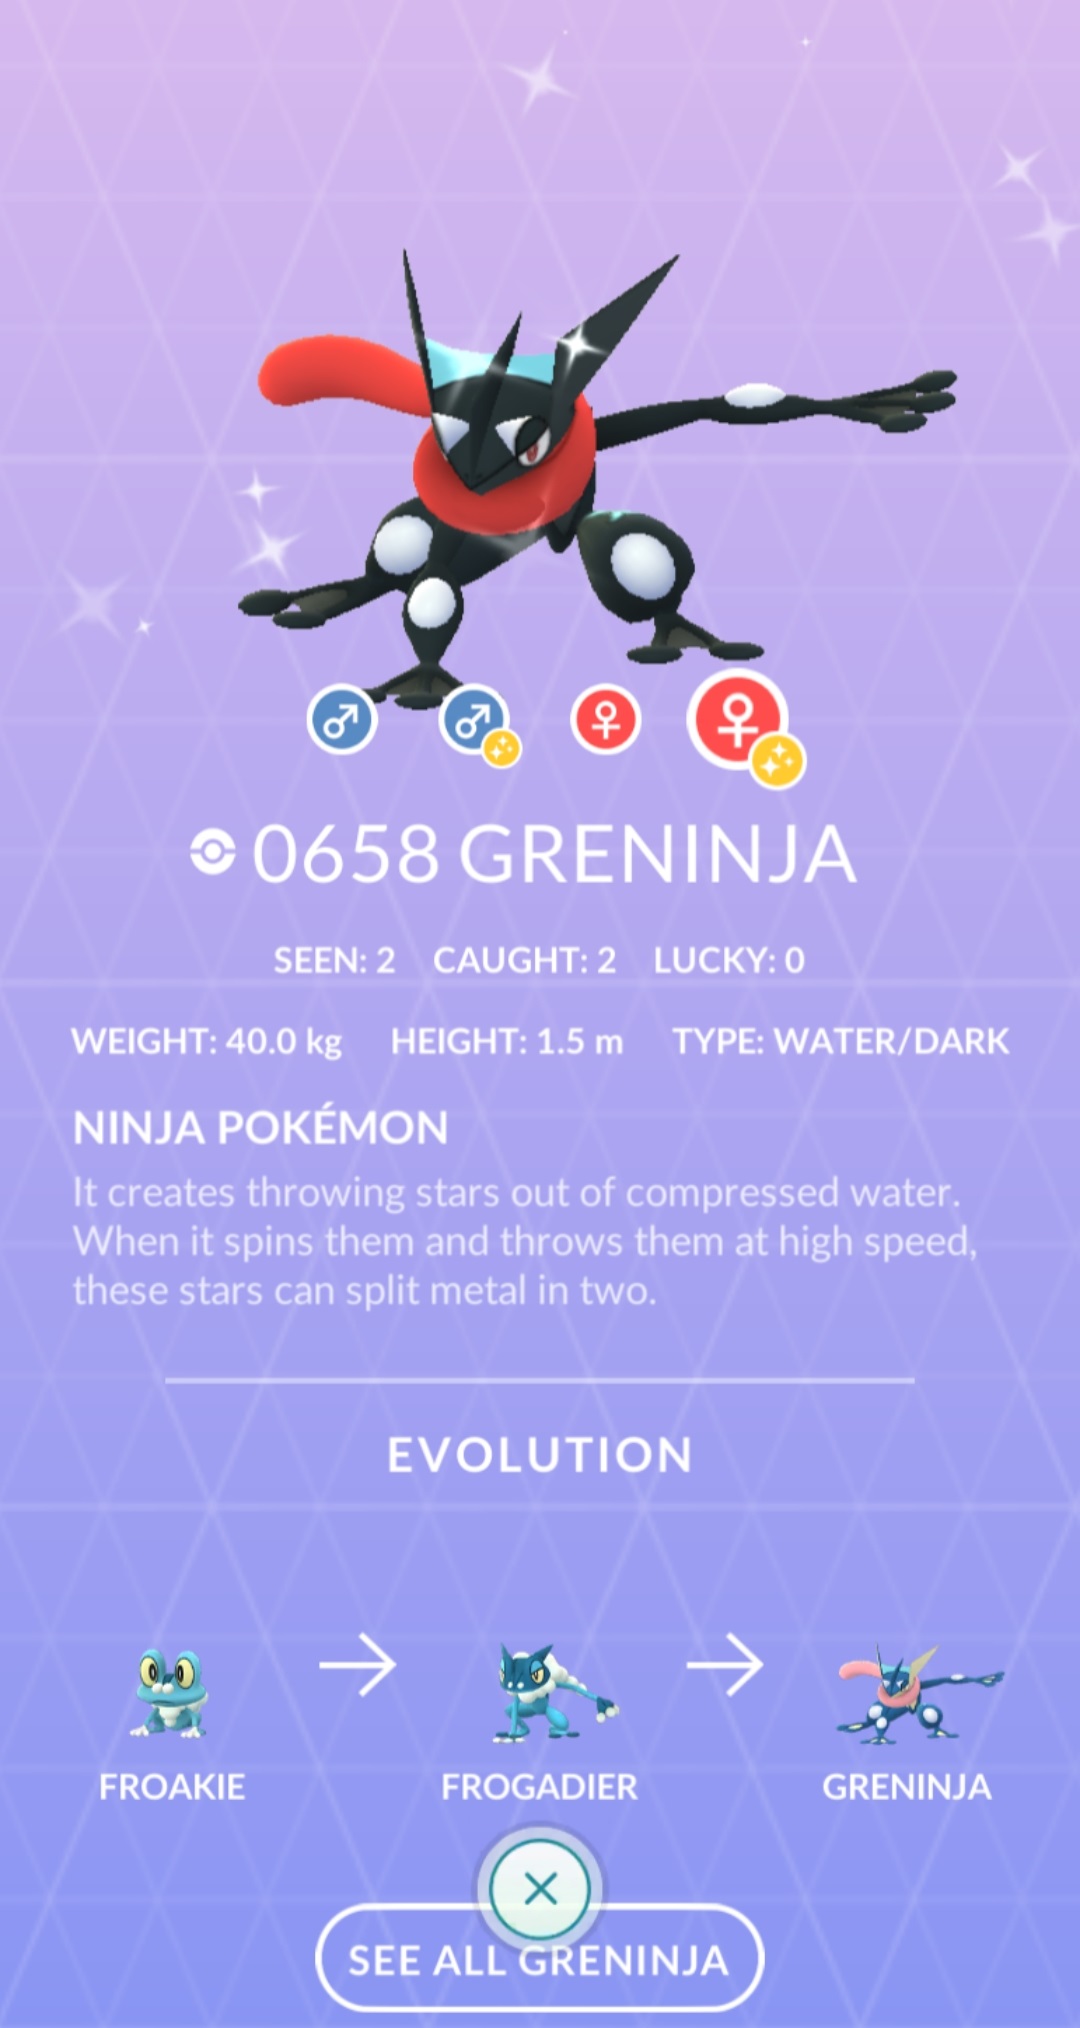 0658 GRENINJA
SEEN: 2 CAUGHT: 2 LUCKY: 0
WEIGHT: 40.0 kg HEIGHT: 1.5 m TYPE: WATER/DARK
NINJA POKÉMON
It creates throwing stars out of compressed water.
When it spins them and throws them at high speed,
these stars can split metal in two.
EVOLUTION
FROAKIE FROGADIER GRENINJA
SEE ALL GRENINJA